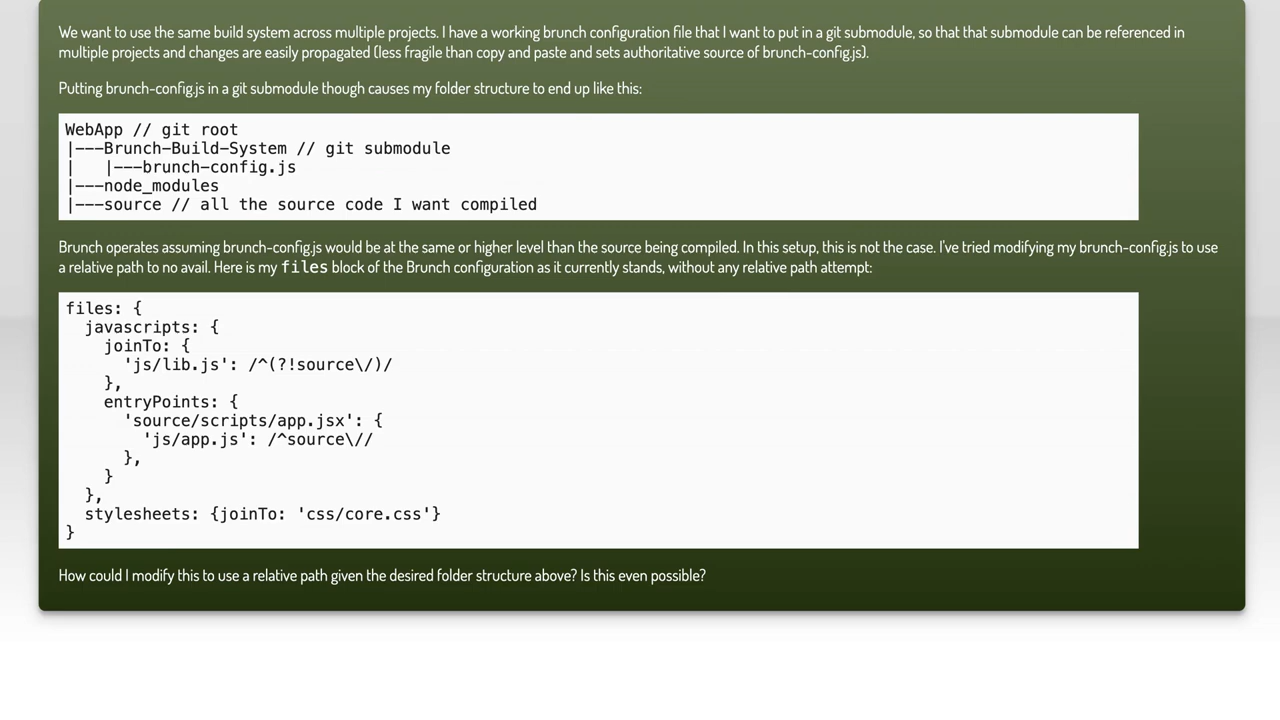 We want to use the same build system across multiple projects. I have a working brunch configuration file that I want to put in a git submodule, so that that submodule can be referenced in
multiple projects and changes are easily propagated (less fragile than copy and paste and sets authoritative source of brunch-config.js).
Putting brunch-config.js in a git submodule though causes my folder structure to end up like this:
WebApp // git root
|---Brunch-Build-System // git submodule
|   |---brunch-config.js
|---node_modules
|---source // all the source code I want compiled
Brunch operates assuming brunch-config.js would be at the same or higher level than the source being compiled. In this setup, this is not the case. I've tried modifying my brunch-config.js to use
a relative path to no avail. Here is my files block of the Brunch configuration as it currently stands, without any relative path attempt:
files: {
  javascripts: {
    joinTo: {
      'js/lib.js': /^(?!source\/)/
    },
    entryPoints: {
      'source/scripts/app.jsx': {
        'js/app.js': /^source\//
      },
    }
  },
  stylesheets: {joinTo: 'css/core.css'}
}
How could I modify this to use a relative path given the desired folder structure above? Is this even possible?